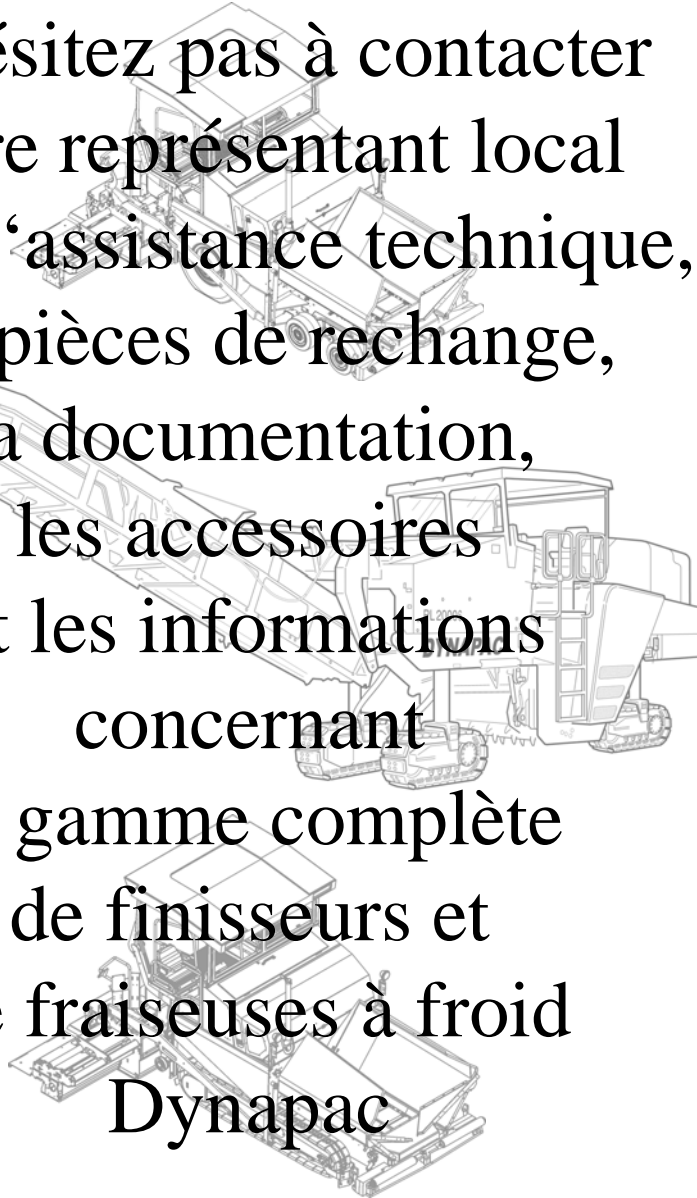 ésitez pas à contacter
re représentant local
‘assistance technique,
pièces de rechange,
a documentation,
les accessoires
t les informations
concernant
gamme complète
de finisseurs et
e fraiseuses à froid
Dynapac
DYNAPAC